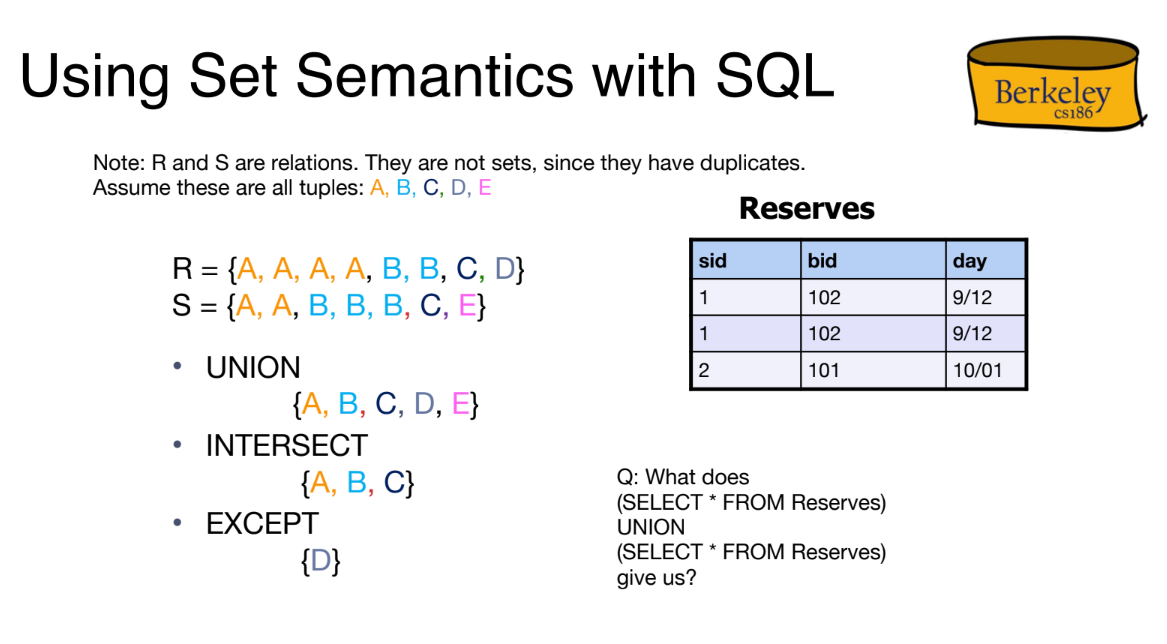 Using Set Semantics with SQL
Berkeley
cs186
Note: R and S are relations. They are not sets, since they have duplicates.
Assume these are all tuples: A, B, C, D, E
R = {A, A, A, A, B, B, C, D}
S = {A, A, B, B, B, C, E}
• UNION
{A, B, C, D, E}
• INTERSECT
{A, B, C}
• EXCEPT
{D}
Reserves
sid bid day
1 102 9/12
1 102 9/12
2 101 10/01
Q: What does
(SELECT * FROM Reserves)
UNION
(SELECT * FROM Reserves)
give us?